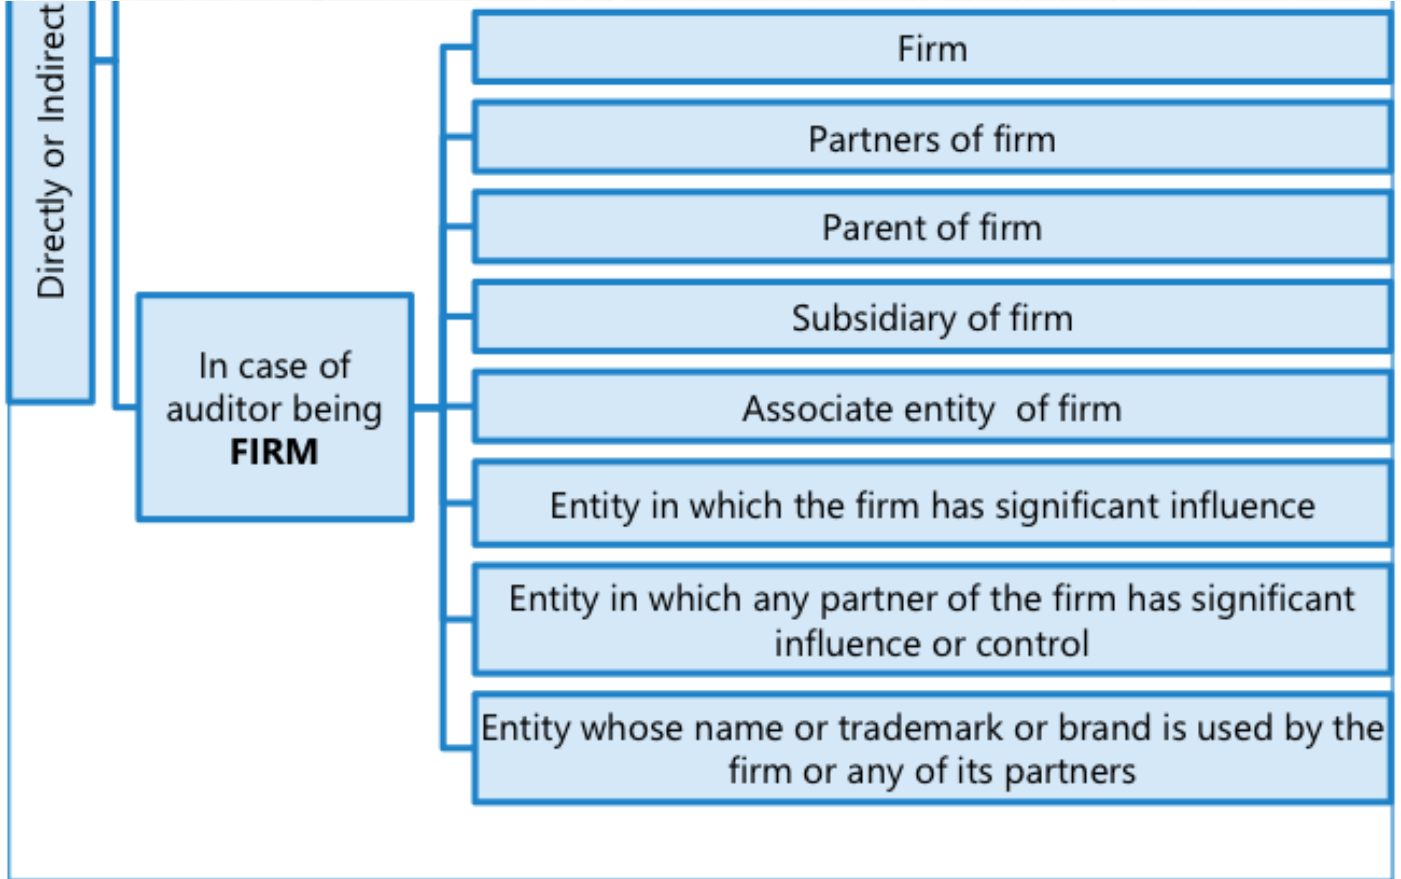 Directly or Indirect
In case of
auditor being
FIRM
Firm
Partners of firm
Parent of firm
Subsidiary of firm
Associate entity  of firm
Entity in which the firm has significant influence
Entity in which any partner of the firm has significant
influence or control
Entity whose name or trademark or brand is used by the
firm or any of its partners